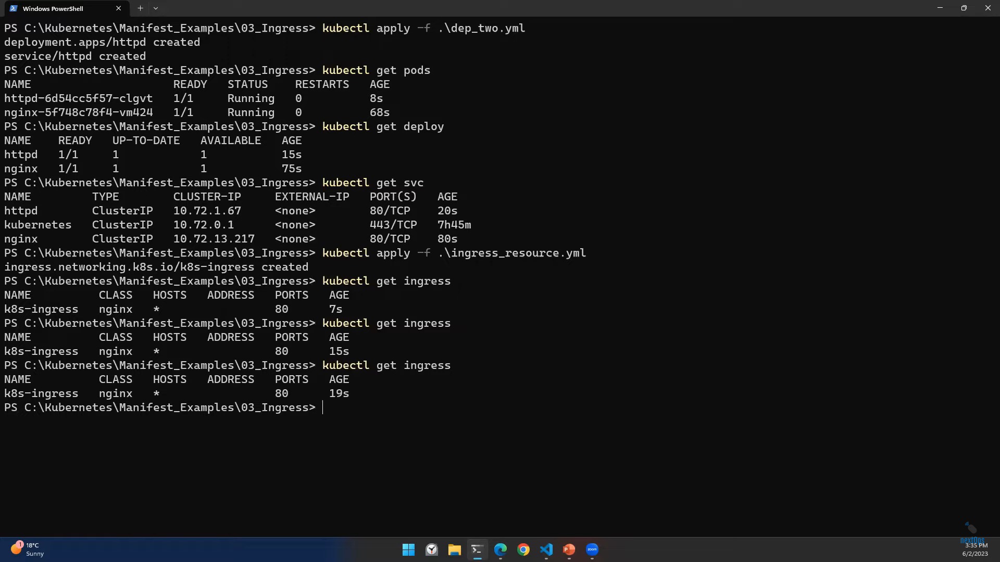 Windows PowerShell
PS C:\Kubernetes\Manifest_Examples\03_Ingress> kubectl apply -f .\dep_two.yml
deployment.apps/httpd created
service/httpd created
PS C:\Kubernetes\Manifest_Examples\03_Ingress> kubectl get pods
NAME                     READY   STATUS    RESTARTS   AGE
httpd-6d54cc5f57-clgvt   1/1     Running   0          8s
nginx-5f748c78f4-vm424   1/1     Running   0          68s
PS C:\Kubernetes\Manifest_Examples\03_Ingress> kubectl get deploy
NAME    READY   UP-TO-DATE   AVAILABLE   AGE
httpd   1/1     1            1           15s
nginx   1/1     1            1           75s
PS C:\Kubernetes\Manifest_Examples\03_Ingress> kubectl get svc
NAME         TYPE        CLUSTER-IP     EXTERNAL-IP   PORT(S)   AGE
httpd        ClusterIP   10.72.1.67     <none>        80/TCP    20s
kubernetes   ClusterIP   10.72.0.1      <none>        443/TCP   7h45m
nginx        ClusterIP   10.72.13.217   <none>        80/TCP    80s
PS C:\Kubernetes\Manifest_Examples\03_Ingress> kubectl apply -f .\ingress_resource.yml
ingress.networking.k8s.io/k8s-ingress created
PS C:\Kubernetes\Manifest_Examples\03_Ingress> kubectl get ingress
NAME          CLASS   HOSTS   ADDRESS   PORTS   AGE
k8s-ingress   nginx   *                 80      7s
PS C:\Kubernetes\Manifest_Examples\03_Ingress> kubectl get ingress
NAME          CLASS   HOSTS   ADDRESS   PORTS   AGE
k8s-ingress   nginx   *                 80      15s
PS C:\Kubernetes\Manifest_Examples\03_Ingress> kubectl get ingress
NAME          CLASS   HOSTS   ADDRESS   PORTS   AGE
k8s-ingress   nginx   *                 80      19s
PS C:\Kubernetes\Manifest_Examples\03_Ingress>
nextOps
1
18°C
Sunny
P
zoom
3:35 PM
6/2/2023